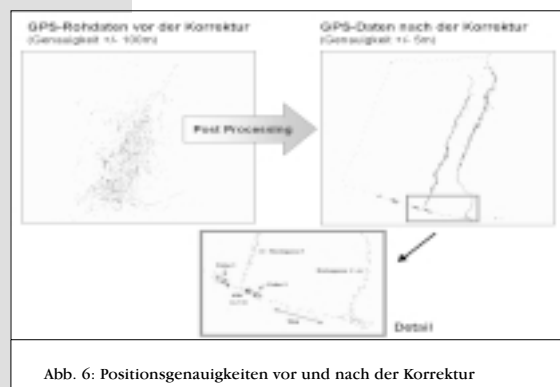 GPS-Rohdaten vor der Korrektur
(Genauigkeit +/- 100m)
GPS-Daten nach der Korrektur
(Genauigkeit +/- 5m)
Post Processing
Detail
Abb. 6: Positionsgenauigkeiten vor und nach der Korrektur